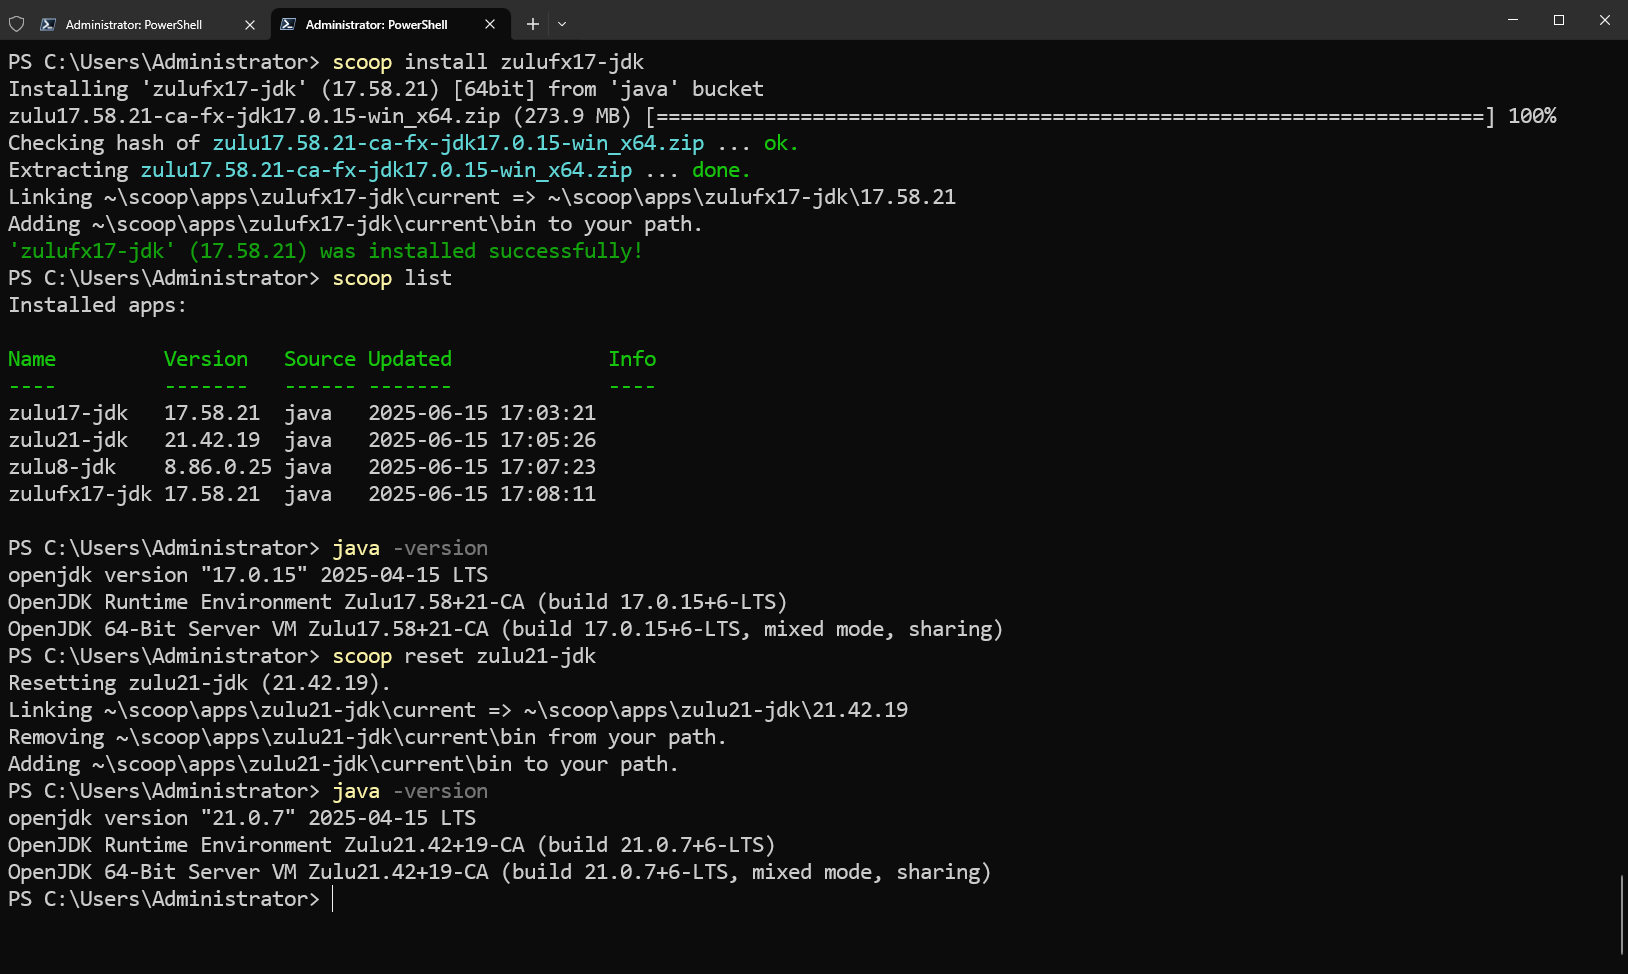 Administrator: PowerShell
Administrator: PowerShell
PS C:\Users\Administrator> scoop install zulufx17-jdk
Installing 'zulufx17-jdk' (17.58.21) [64bit] from 'java' bucket
zulu17.58.21-ca-fx-jdk17.0.15-win_x64.zip (273.9 MB) [=====================================================================] 100%
Checking hash of zulu17.58.21-ca-fx-jdk17.0.15-win_x64.zip ... ok.
Extracting zulu17.58.21-ca-fx-jdk17.0.15-win_x64.zip ... done.
Linking ~\scoop\apps\zulufx17-jdk\current => ~\scoop\apps\zulufx17-jdk\17.58.21
Adding ~\scoop\apps\zulufx17-jdk\current\bin to your path.
'zulufx17-jdk' (17.58.21) was installed successfully!
PS C:\Users\Administrator> scoop list
Installed apps:
Name         Version   Source Updated             Info
----         -------   ------ -------             ----
zulu17-jdk   17.58.21  java   2025-06-15 17:03:21
zulu21-jdk   21.42.19  java   2025-06-15 17:05:26
zulu8-jdk    8.86.0.25 java   2025-06-15 17:07:23
zulufx17-jdk 17.58.21  java   2025-06-15 17:08:11
PS C:\Users\Administrator> java -version
openjdk version "17.0.15" 2025-04-15 LTS
OpenJDK Runtime Environment Zulu17.58+21-CA (build 17.0.15+6-LTS)
OpenJDK 64-Bit Server VM Zulu17.58+21-CA (build 17.0.15+6-LTS, mixed mode, sharing)
PS C:\Users\Administrator> scoop reset zulu21-jdk
Resetting zulu21-jdk (21.42.19).
Linking ~\scoop\apps\zulu21-jdk\current => ~\scoop\apps\zulu21-jdk\21.42.19
Removing ~\scoop\apps\zulu21-jdk\current\bin from your path.
Adding ~\scoop\apps\zulu21-jdk\current\bin to your path.
PS C:\Users\Administrator> java -version
openjdk version "21.0.7" 2025-04-15 LTS
OpenJDK Runtime Environment Zulu21.42+19-CA (build 21.0.7+6-LTS)
OpenJDK 64-Bit Server VM Zulu21.42+19-CA (build 21.0.7+6-LTS, mixed mode, sharing)
PS C:\Users\Administrator>